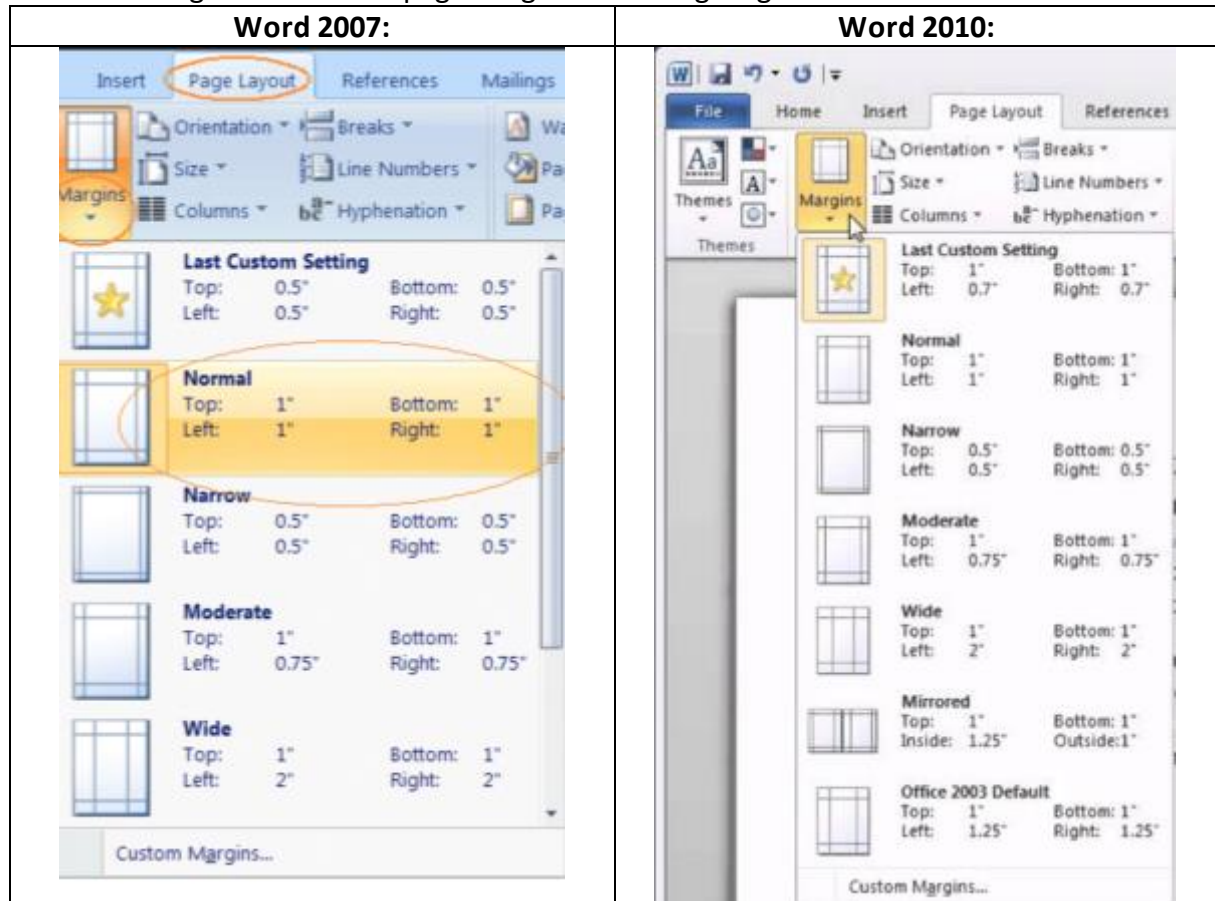 Word 2007:
Insert Page Layout References Mailings
Orientation Breaks
Size Line Numbers
Margins
Columns Hyphenation
Last Custom Setting
Top: 0.5" Bottom: 0.5"
Left: 0.5" Right: 0.5"
Normal
Top: 1" Bottom: 1"
Left: 1" Right: 1"
Narrow
Top: 0.5" Bottom: 0.5"
Left: 0.5" Right: 0.5"
Moderate
Top: 1" Bottom: 1"
Left: 0.75" Right: 0.75"
Wide
Top: 1" Bottom: 1"
Left: 2" Right: 2"
Custom Margins...
Word 2010:
File Home Insert Page Layout References
Aa Orientation Breaks
A Size Line Numbers
Themes Margins
Columns Hyphenation
Themes
Last Custom Setting
Top: 1" Bottom: 1"
Left: 0.7" Right: 0.7"
Normal
Top: 1" Bottom: 1"
Left: 1" Right: 1"
Narrow
Top: 0.5" Bottom: 0.5"
Left: 0.5" Right: 0.5"
Moderate
Top: 1" Bottom: 1"
Left: 0.75" Right: 0.75"
Wide
Top: 1" Bottom: 1"
Left: 2" Right: 2"
Mirrored
Top: 1" Bottom: 1"
Inside: 1.25" Outside:1"
Office 2003 Default
Top: 1" Bottom: 1"
Left: 1.25" Right: 1.25"
Custom Margins...